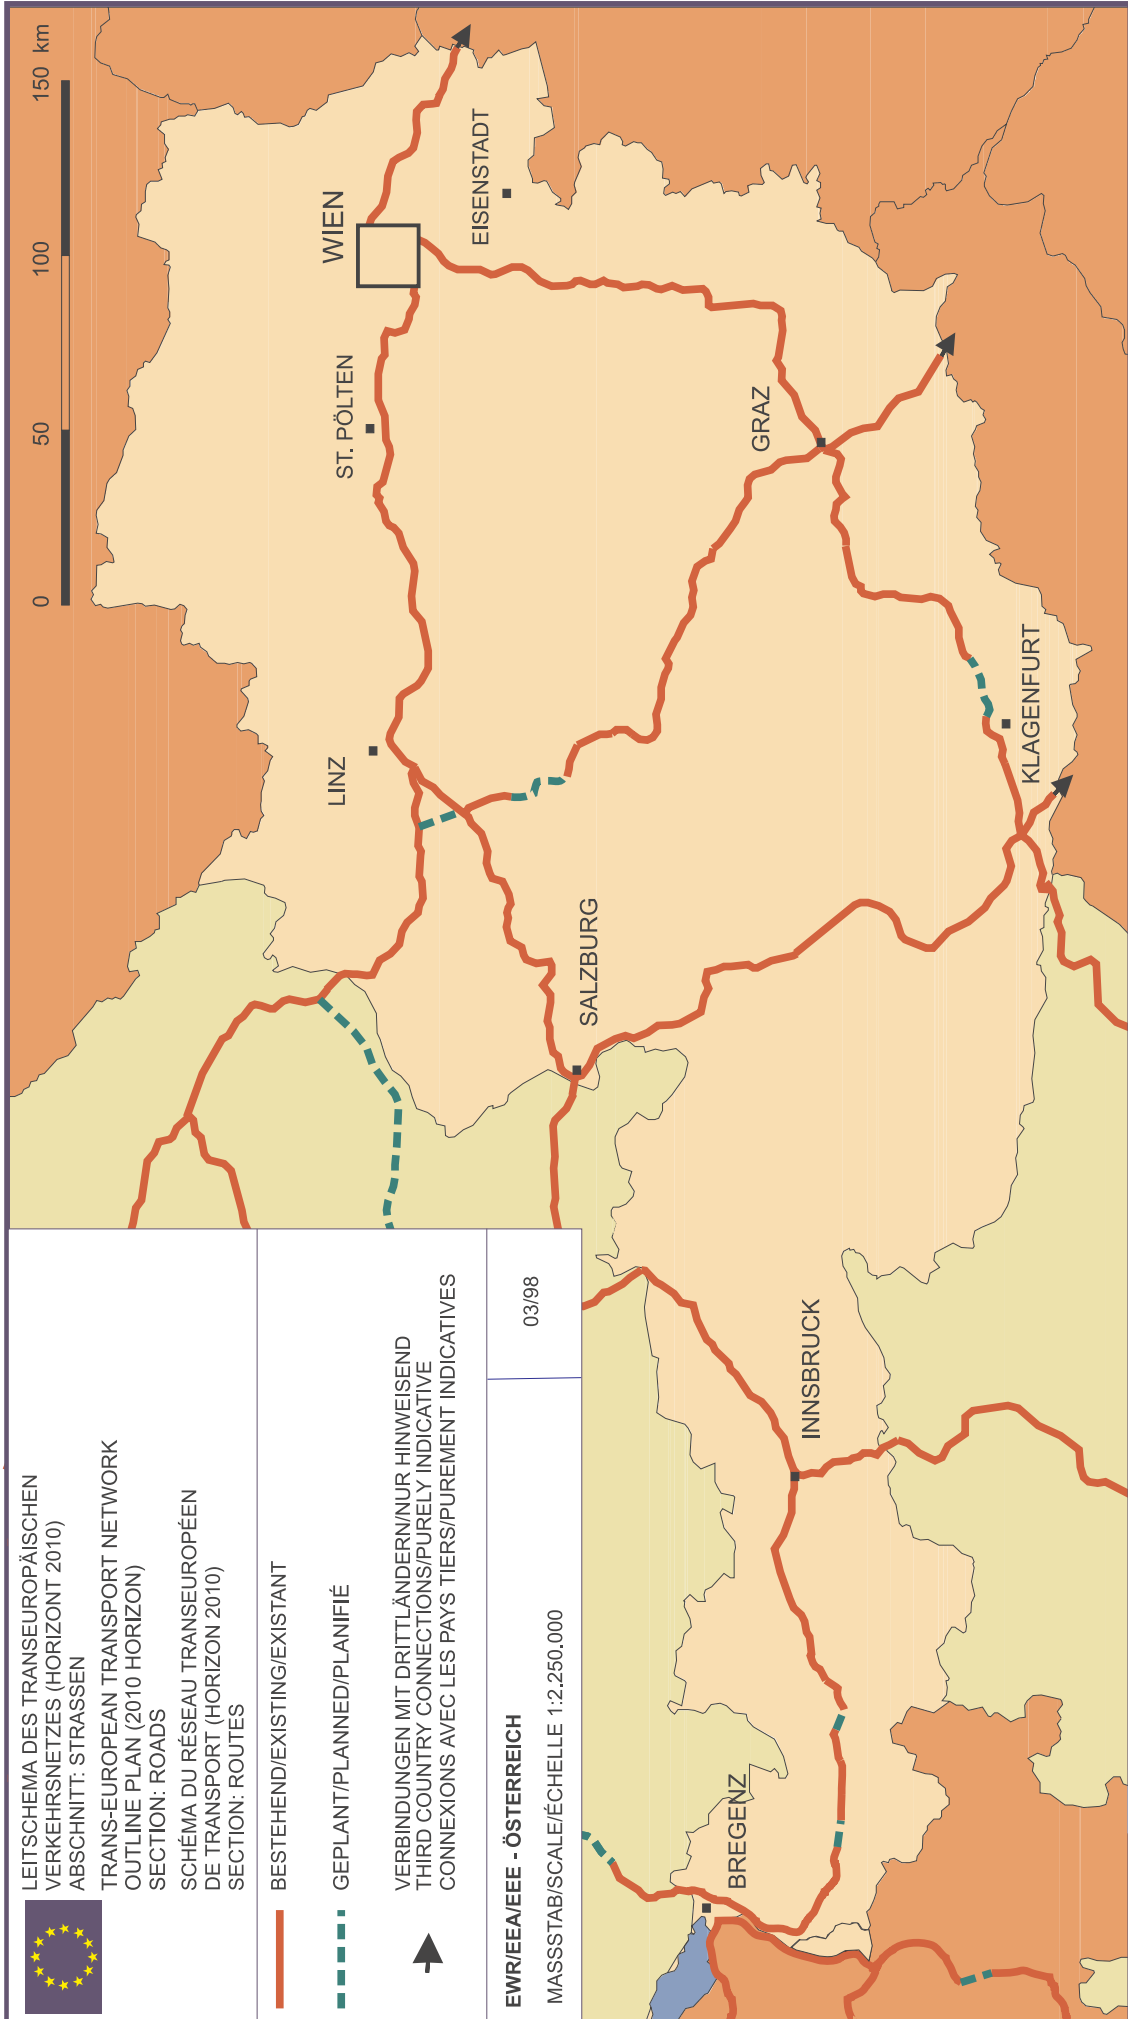 LEITSCHEMA DES TRANSEUROPÄISCHEN
VERKEHRSNETZES (HORIZONT 2010)
ABSCHNITT: STRASSEN
TRANS-EUROPEAN TRANSPORT NETWORK
OUTLINE PLAN (2010 HORIZON)
SECTION: ROADS
SCHÉMA DU RÉSEAU TRANSEUROPÉEN
DE TRANSPORT (HORIZON 2010)
SECTION: ROUTES
BESTEHEND/EXISTING/EXISTANT
GEPLANT/PLANNED/PLANIFIÉ
VERBINDUNGEN MIT DRITTLÄNDERN/NUR HINWEISEND
THIRD COUNTRY CONNECTIONS/PURELY INDICATIVE
CONNEXIONS AVEC LES PAYS TIERS/PUREMENT INDICATIVES
EWR/EEA/EEE - ÖSTERREICH
03/98
MASSSTAB/SCALE/ÉCHELLE 1:2.250.000
0 50 100 150 km
WIEN
EISENSTADT
ST. PÖLTEN
LINZ
GRAZ
SALZBURG
KLAGENFURT
INNSBRUCK
BREGENZ